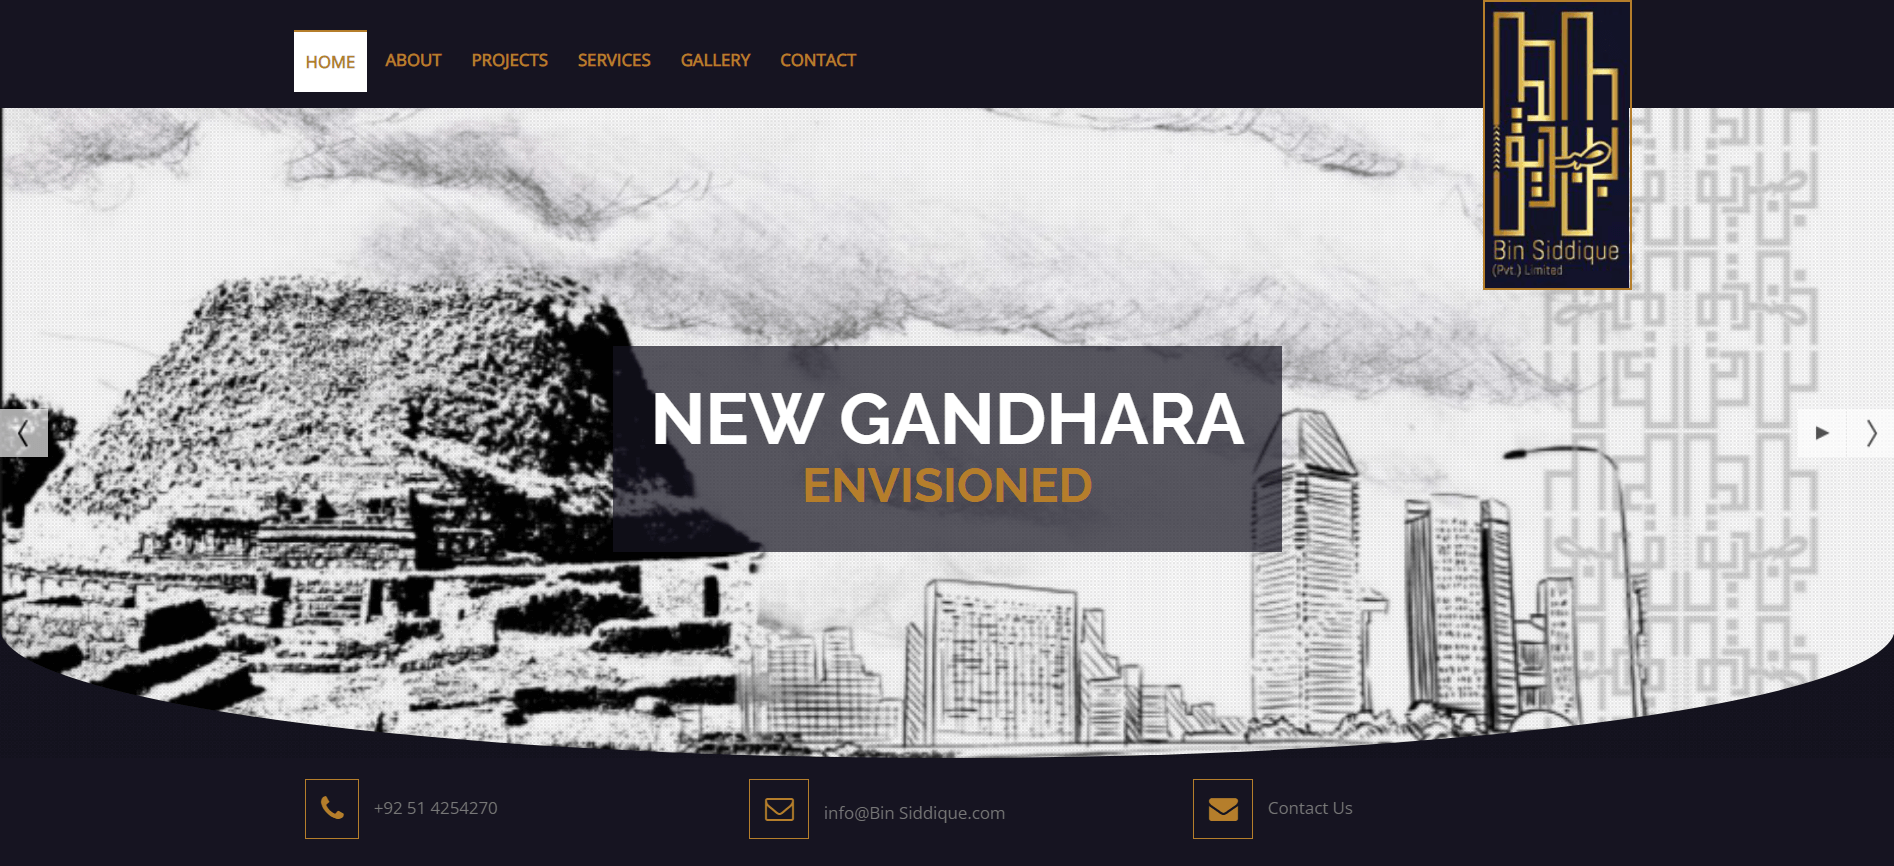 HOME ABOUT PROJECTS SERVICES GALLERY CONTACT
Bin Siddique
(Pvt.) Limited
NEW GANDHARA
ENVISIONED
+92 51 4254270
info@Bin Siddique.com
Contact Us